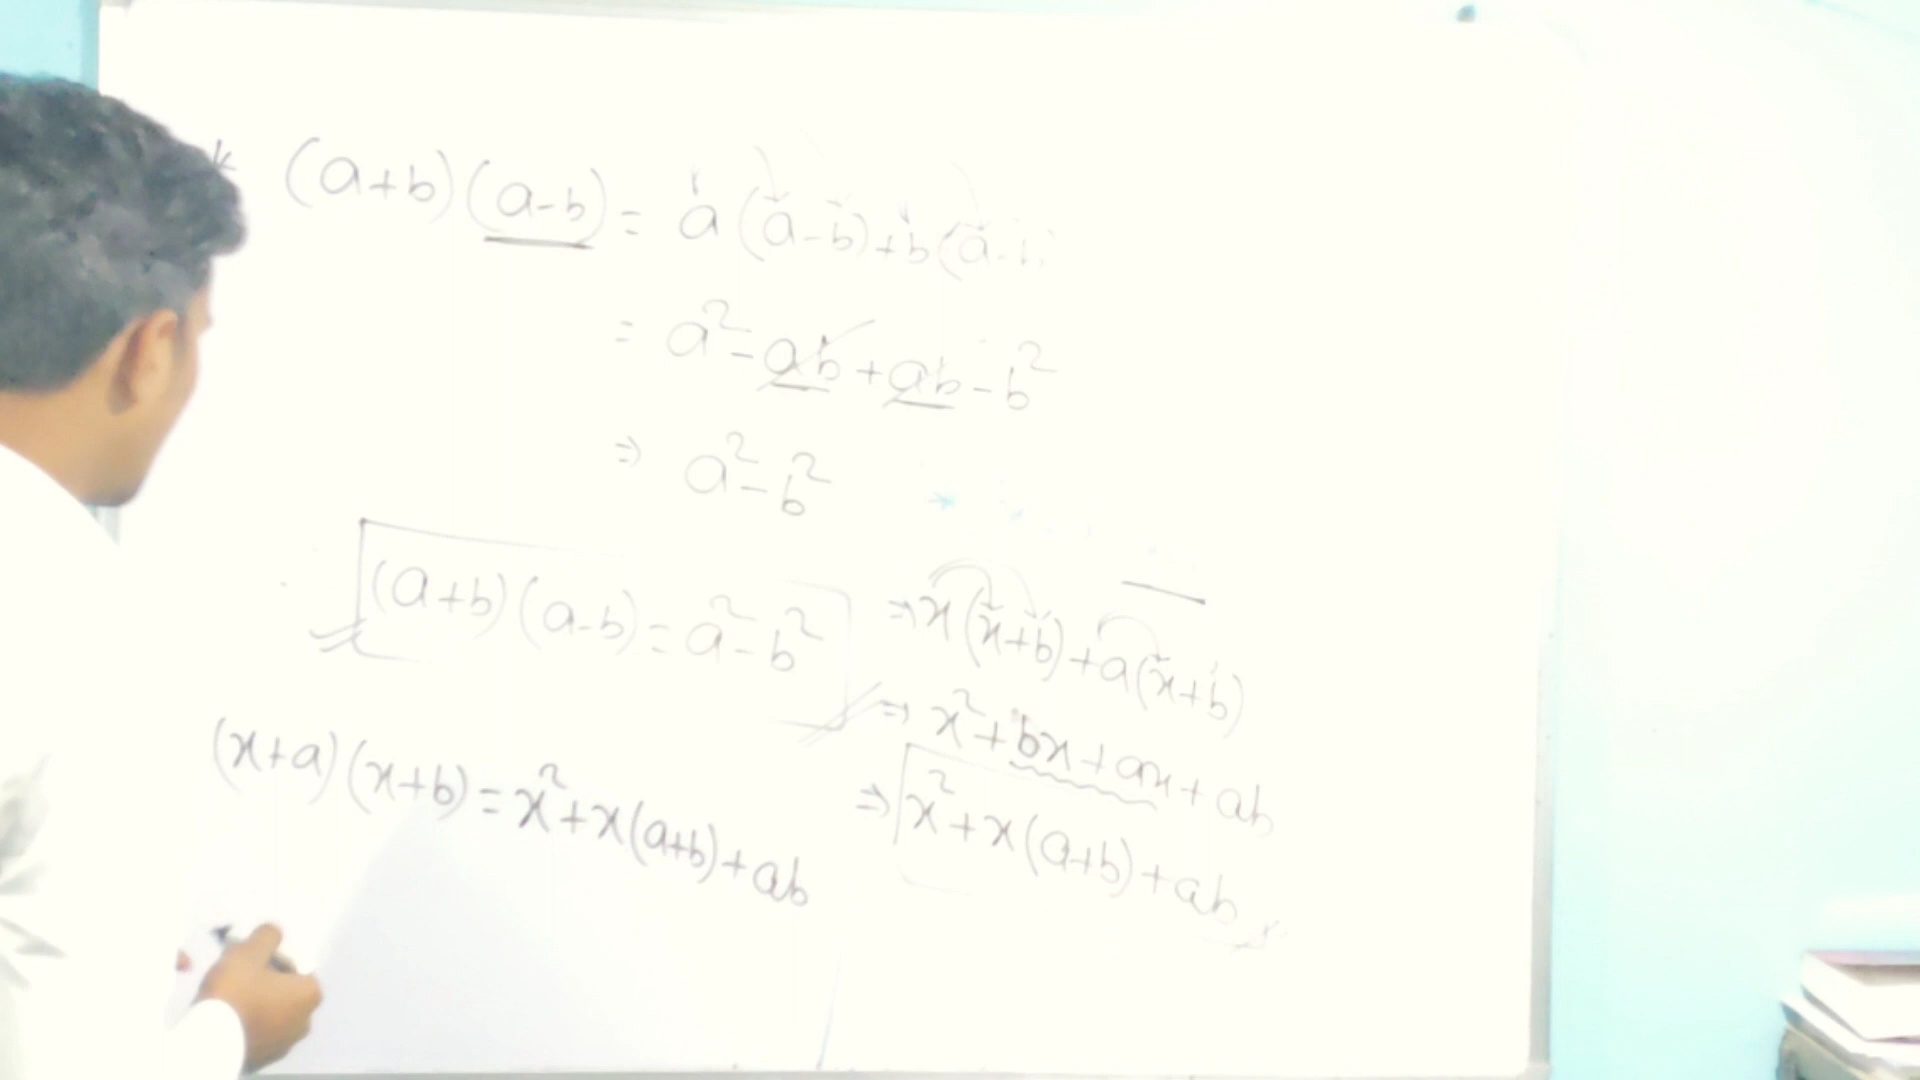 * (a+b)(a-b) = a(a-b)+b(a-
= a²-ab+ab-b²
⇒ a²-b²
(a+b)(a-b)=a²-b²
(x+a)(x+b)=x²+x(a+b)+ab
⇒x(x+b)+a(x+b)
⇒ x²+bx+ax+ab
⇒ x²+x(a+b)+ab